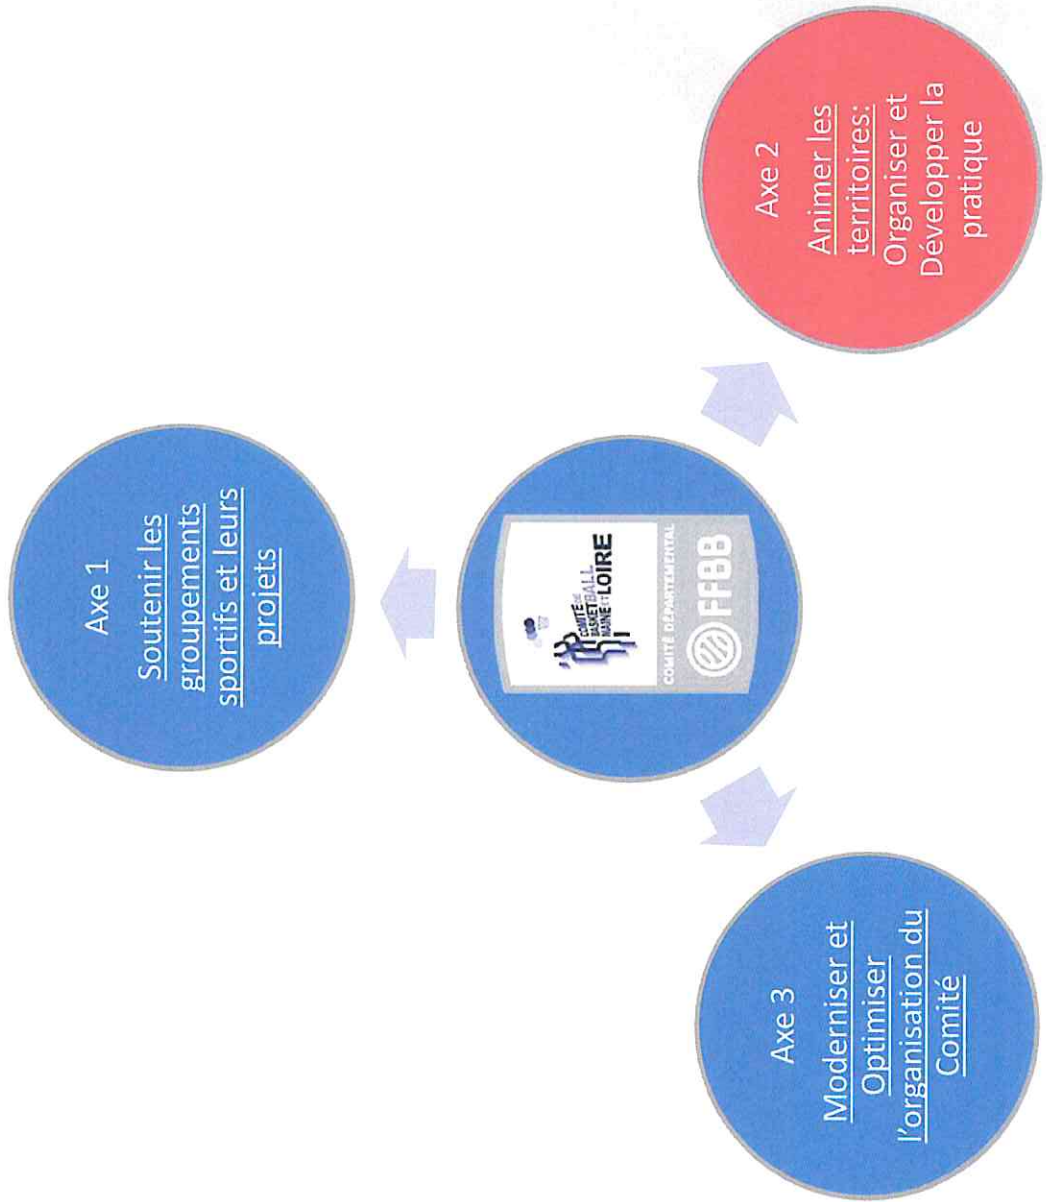 Axe 1
Soutenir les
groupements
sportifs et leurs
projets
COMITÉ DE
BASKETBALL
MAINE ET LOIRE
COMITÉ DÉPARTEMENTAL
FFBB
Axe 3
Moderniser et
Optimiser
l'organisation du
Comité
Axe 2
Animer les
territoires:
Organiser et
Développer la
pratique